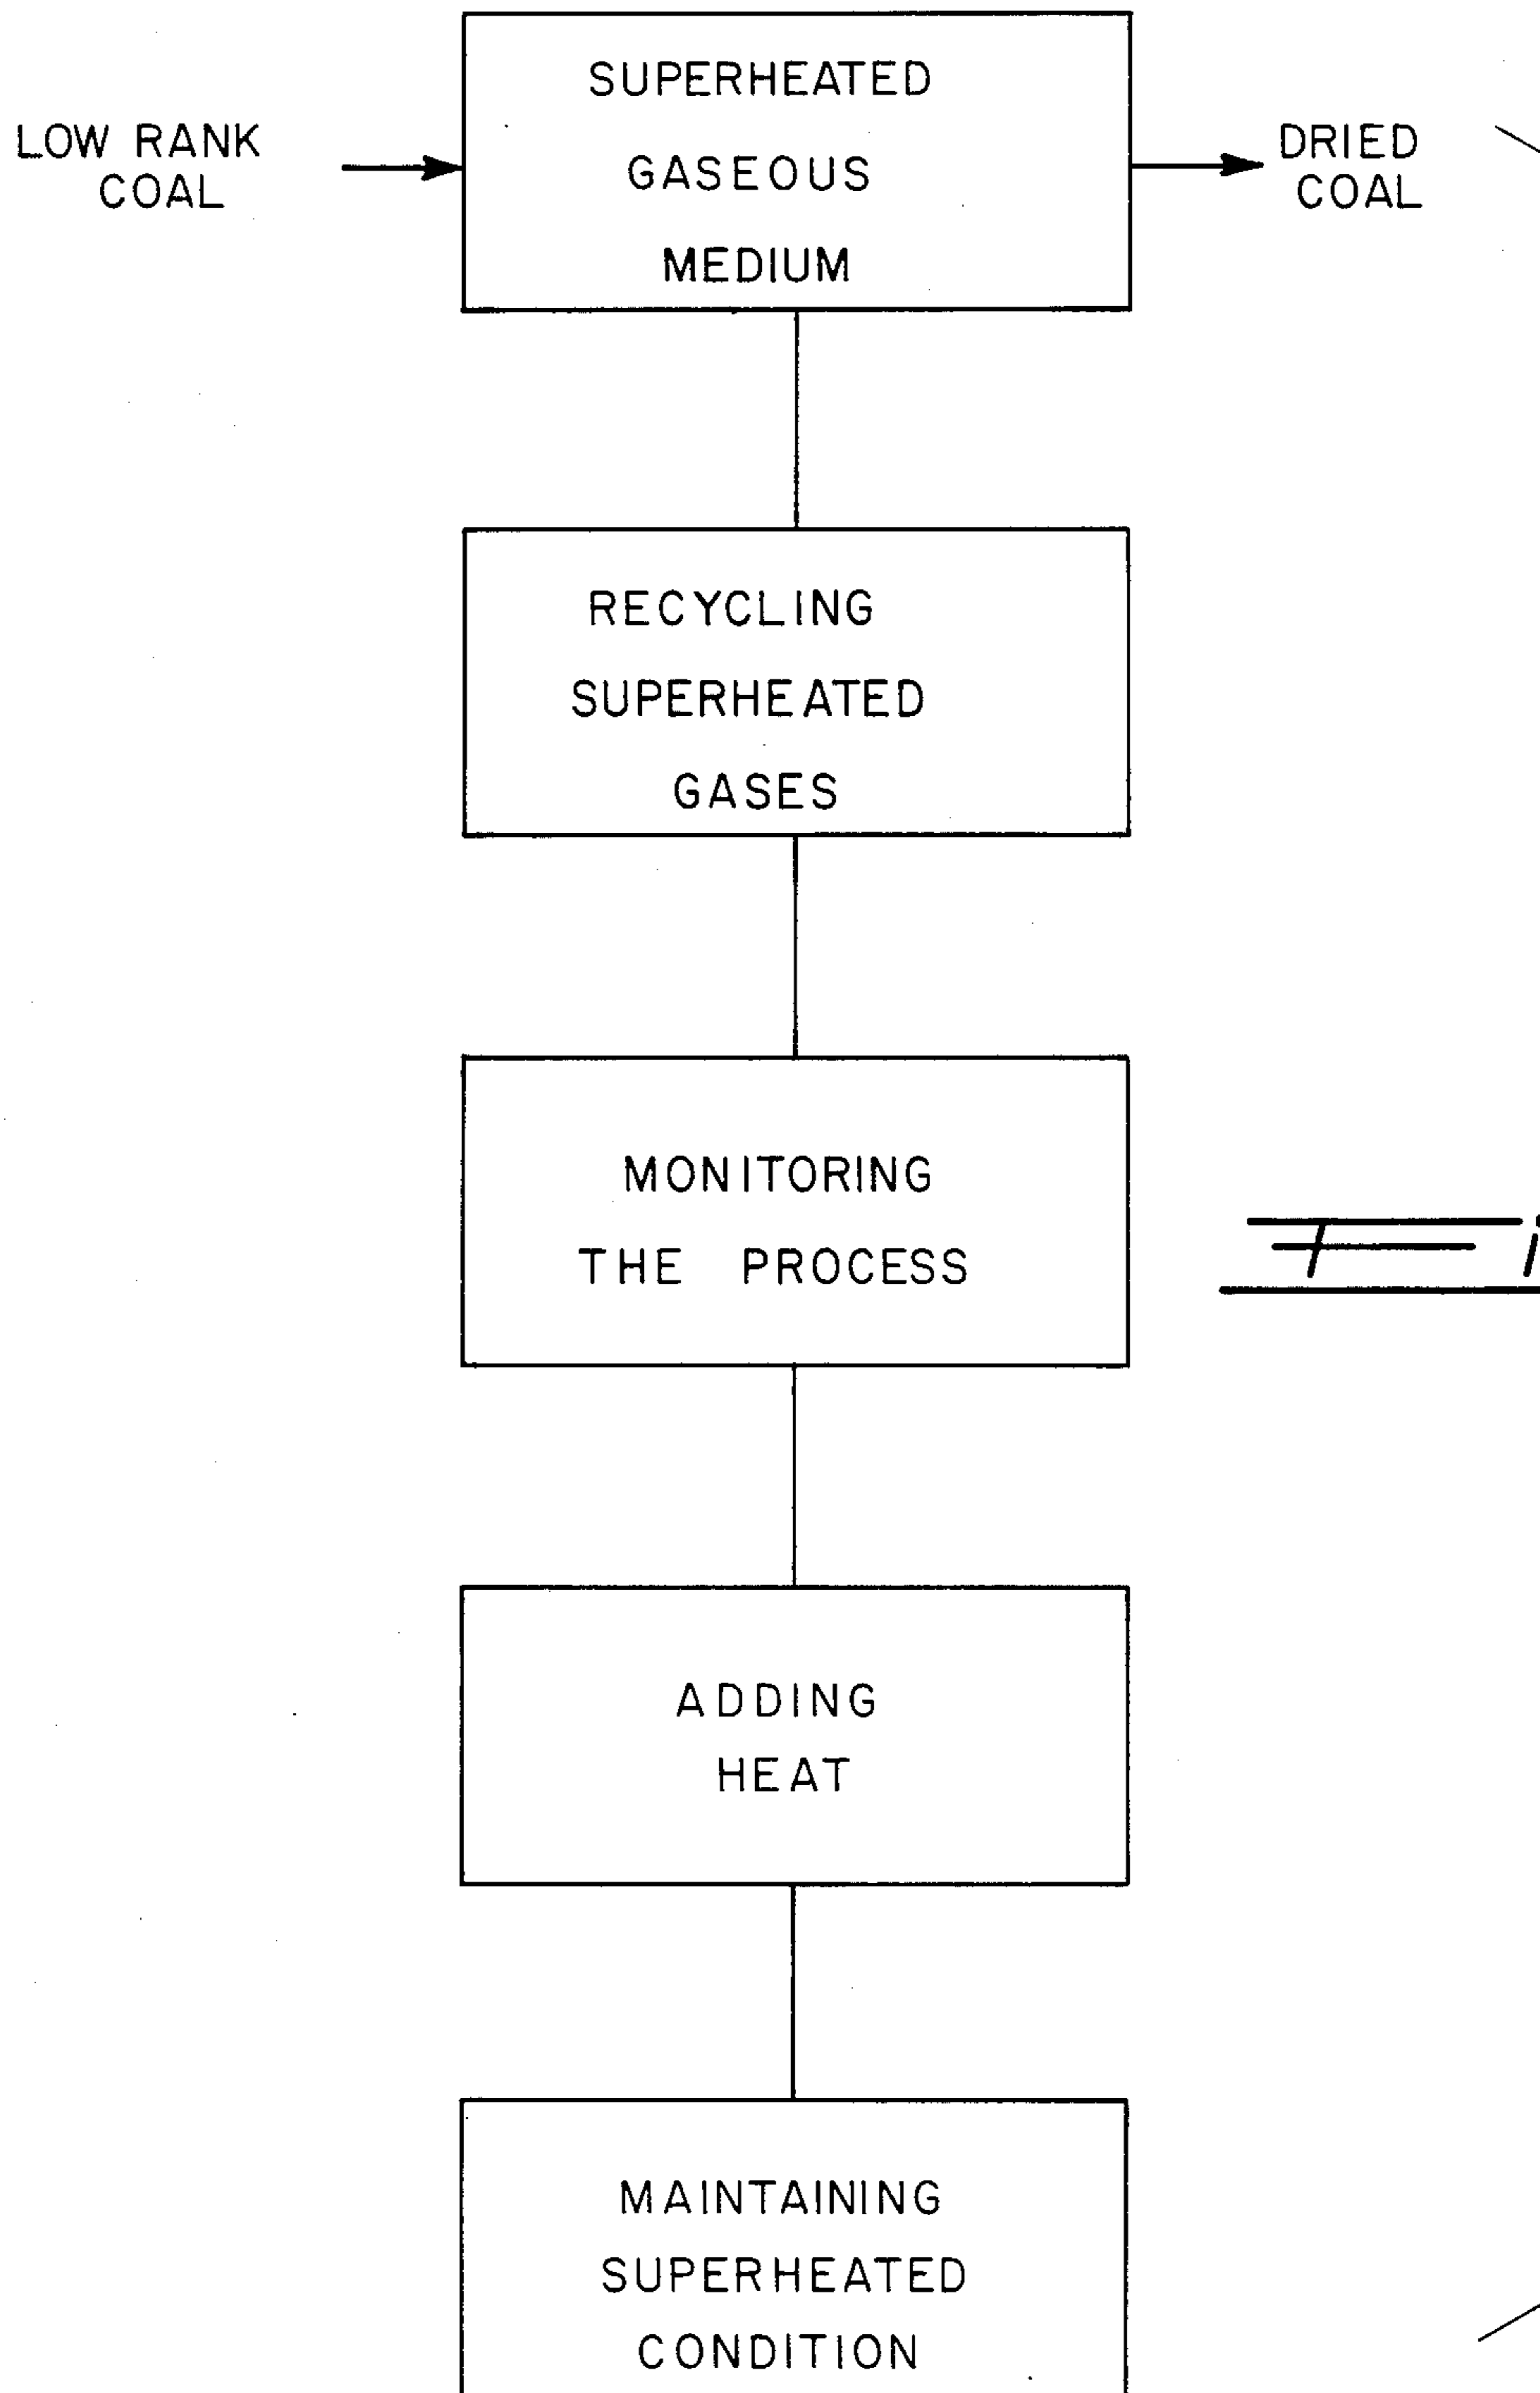 LOW RANK
COAL
SUPERHEATED
GASEOUS
MEDIUM
DRIED
COAL
RECYCLING
SUPERHEATED
GASES
MONITORING
THE PROCESS
ADDING
HEAT
MAINTAINING
SUPERHEATED
CONDITION